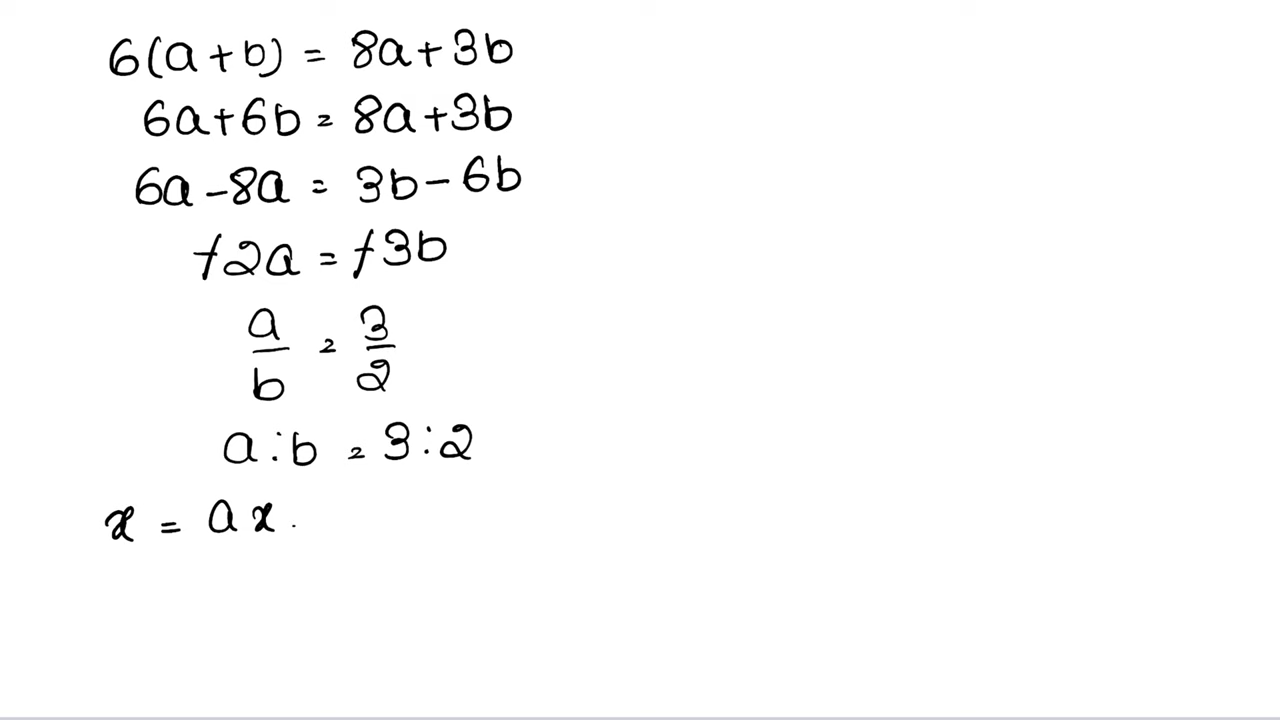 6(a+b) = 8a+3b
6a+6b = 8a+3b
6a-8a = 3b-6b
-2a = -3b
a/b = 3/2
a:b = 3:2
x = ax.